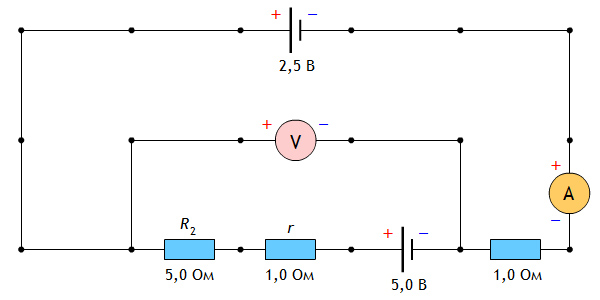 + −
2,5 В
+ V −
+
A
−
R₂
r
+ −
5,0 Ом
1,0 Ом
5,0 В
1,0 Ом